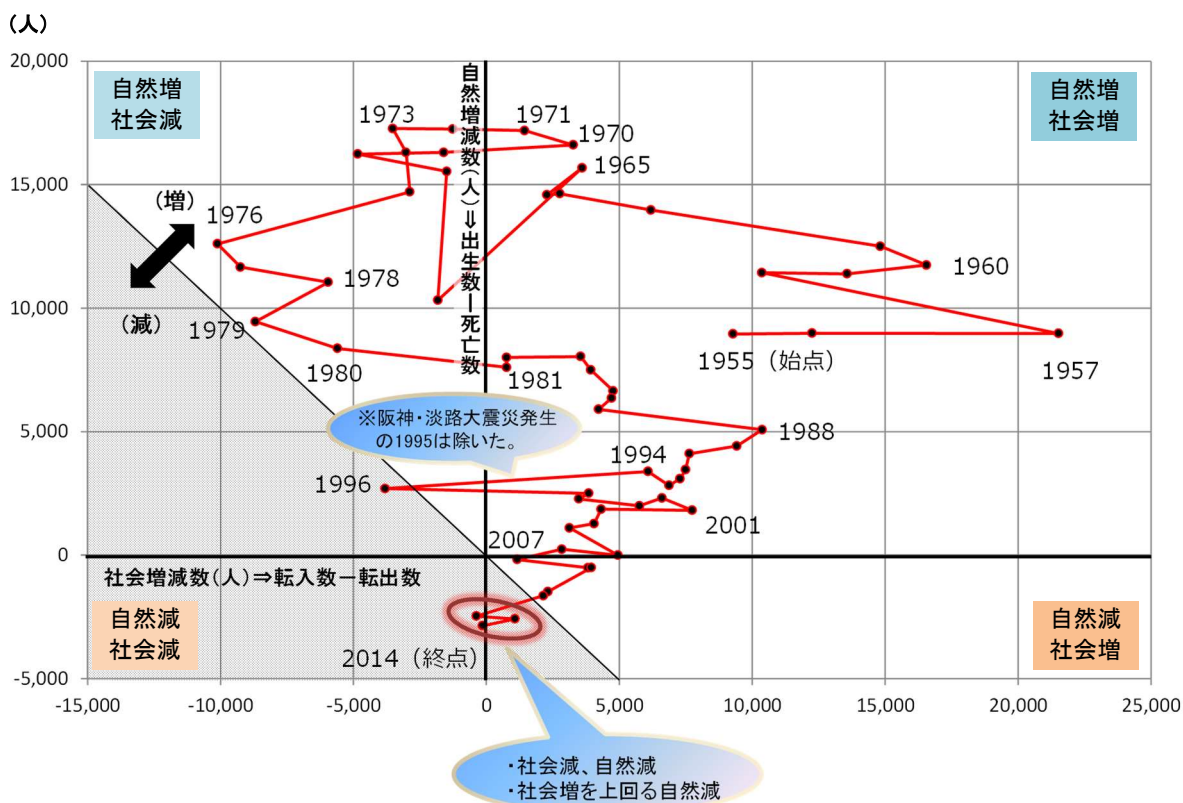 (人)
20,000
15,000
10,000
5,000
0
-5,000
-15,000
-10,000
-5,000
0
5,000
10,000
15,000
20,000
25,000
自然増
社会減
自然増
社会増
自然増減数(人)⇒出生数ー死亡数
1973
1971
1970
1965
(増)
1976
(減)
1978
1979
1980
1981
1960
1955(始点)
1957
※阪神・淡路大震災発生
の1995は除いた。
1988
1994
1996
2001
2007
社会増減数(人)⇒転入数ー転出数
自然減
社会減
自然減
社会増
2014(終点)
・社会減、自然減
・社会増を上回る自然減